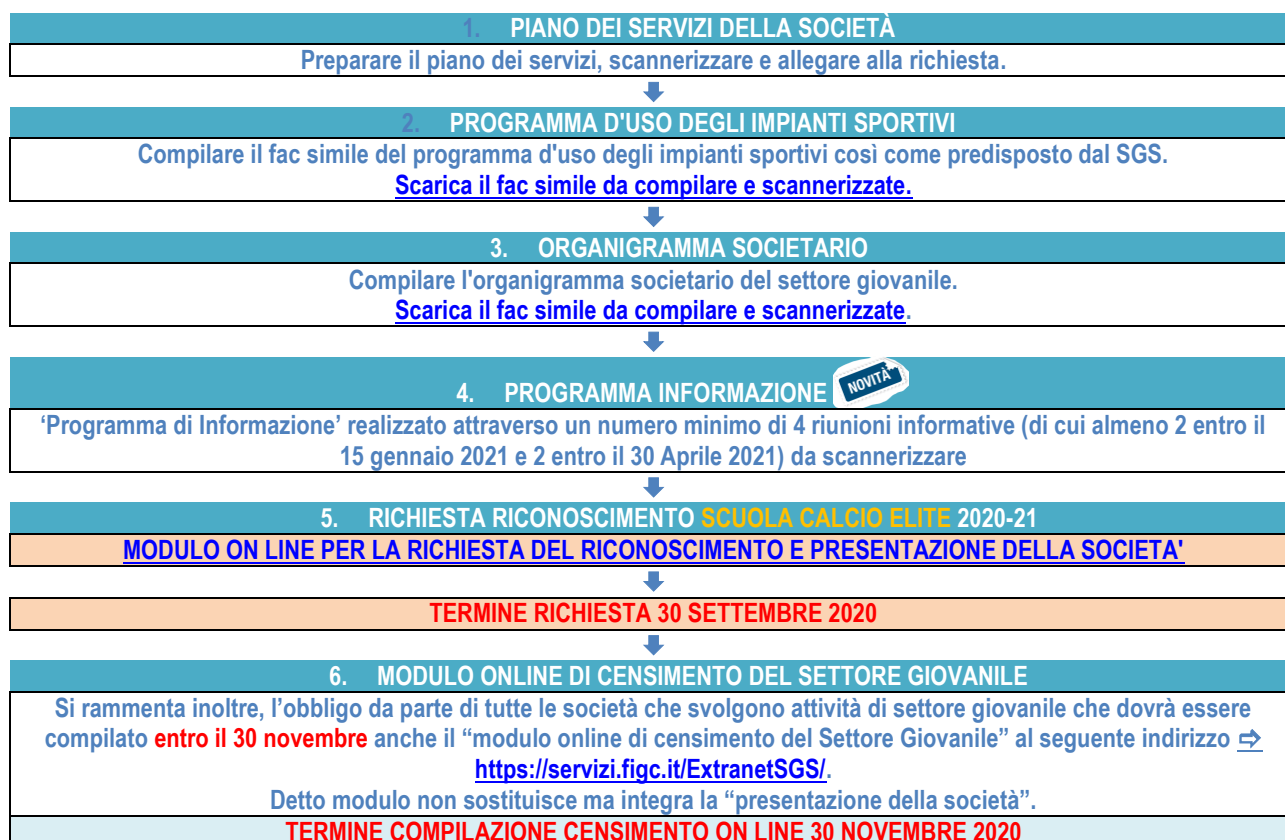 1. PIANO DEI SERVIZI DELLA SOCIETÀ
Preparare il piano dei servizi, scannerizzare e allegare alla richiesta.
2. PROGRAMMA D'USO DEGLI IMPIANTI SPORTIVI
Compilare il fac simile del programma d'uso degli impianti sportivi così come predisposto dal SGS.
Scarica il fac simile da compilare e scannerizzate.
3. ORGANIGRAMMA SOCIETARIO
Compilare l'organigramma societario del settore giovanile.
Scarica il fac simile da compilare e scannerizzate.
4. PROGRAMMA INFORMAZIONE NOVITÀ
‘Programma di Informazione’ realizzato attraverso un numero minimo di 4 riunioni informative (di cui almeno 2 entro il
15 gennaio 2021 e 2 entro il 30 Aprile 2021) da scannerizzare
5. RICHIESTA RICONOSCIMENTO SCUOLA CALCIO ELITE 2020-21
MODULO ON LINE PER LA RICHIESTA DEL RICONOSCIMENTO E PRESENTAZIONE DELLA SOCIETA'
TERMINE RICHIESTA 30 SETTEMBRE 2020
6. MODULO ONLINE DI CENSIMENTO DEL SETTORE GIOVANILE
Si rammenta inoltre, l’obbligo da parte di tutte le società che svolgono attività di settore giovanile che dovrà essere
compilato entro il 30 novembre anche il “modulo online di censimento del Settore Giovanile” al seguente indirizzo ⇨
https://servizi.figc.it/ExtranetSGS/.
Detto modulo non sostituisce ma integra la “presentazione della società”.
TERMINE COMPILAZIONE CENSIMENTO ON LINE 30 NOVEMBRE 2020